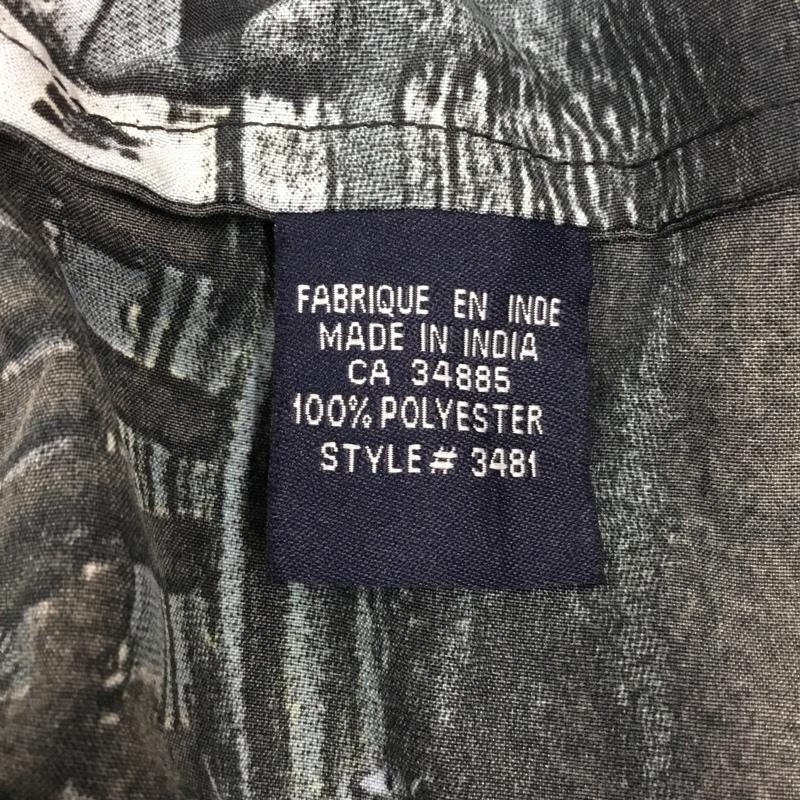 FABRIQUE EN INDE
MADE IN INDIA
CA 34885
100% POLYESTER
STYLE# 3481